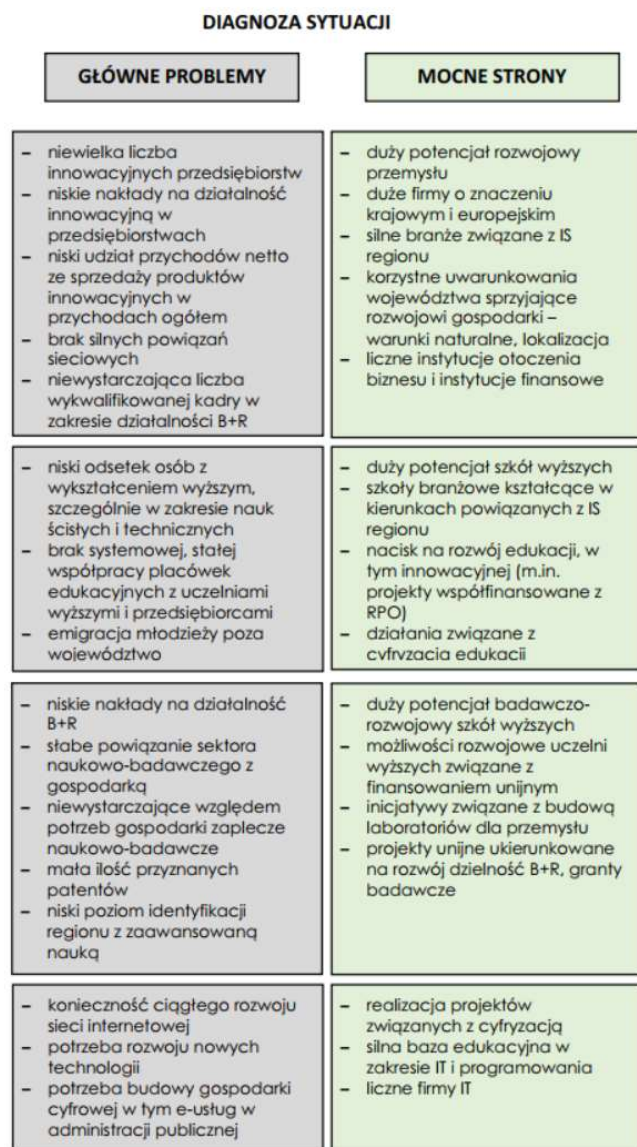 DIAGNOZA SYTUACJI
GŁÓWNE PROBLEMY
MOCNE STRONY
– niewielka liczba
innowacyjnych przedsiębiorstw
– niskie nakłady na działalność
innowacyjną w
przedsiębiorstwach
– niski udział przychodów netto
ze sprzedaży produktów
innowacyjnych w
przychodach ogółem
– brak silnych powiązań
sieciowych
– niewystarczająca liczba
wykwalifikowanej kadry w
zakresie działalności B+R
– duży potencjał rozwojowy
przemysłu
– duże firmy o znaczeniu
krajowym i europejskim
– silne branże związane z IS
regionu
– korzystne uwarunkowania
województwa sprzyjające
rozwojowi gospodarki –
warunki naturalne, lokalizacja
– liczne instytucje otoczenia
biznesu i instytucje finansowe
– niski odsetek osób z
wykształceniem wyższym,
szczególnie w zakresie nauk
ścisłych i technicznych
– brak systemowej, stałej
współpracy placówek
edukacyjnych z uczelniami
wyższymi i przedsiębiorcami
– emigracja młodzieży poza
województwo
– duży potencjał szkół wyższych
– szkoły branżowe kształcące w
kierunkach powiązanych z IS
regionu
– nacisk na rozwój edukacji, w
tym innowacyjnej (m.in.
projekty współfinansowane z
RPO)
– działania związane z
cyfryzacją edukacji
– niskie nakłady na działalność
B+R
– słabe powiązanie sektora
naukowo-badawczego z
gospodarką
– niewystarczające względem
potrzeb gospodarki zaplecze
naukowo-badawcze
– mała ilość przyznanych
patentów
– niski poziom identyfikacji
regionu z zaawansowaną
nauką
– duży potencjał badawczo-
rozwojowy szkół wyższych
– możliwości rozwojowe uczelni
wyższych związane z
finansowaniem unijnym
– inicjatywy związane z budową
laboratoriów dla przemysłu
– projekty unijne ukierunkowane
na rozwój dzielność B+R, granty
badawcze
– konieczność ciągłego rozwoju
sieci internetowej
– potrzeba rozwoju nowych
technologii
– potrzeba budowy gospodarki
cyfrowej w tym e-usług w
administracji publicznej
– realizacja projektów
związanych z cyfryzacją
– silna baza edukacyjna w
zakresie IT i programowania
– liczne firmy IT